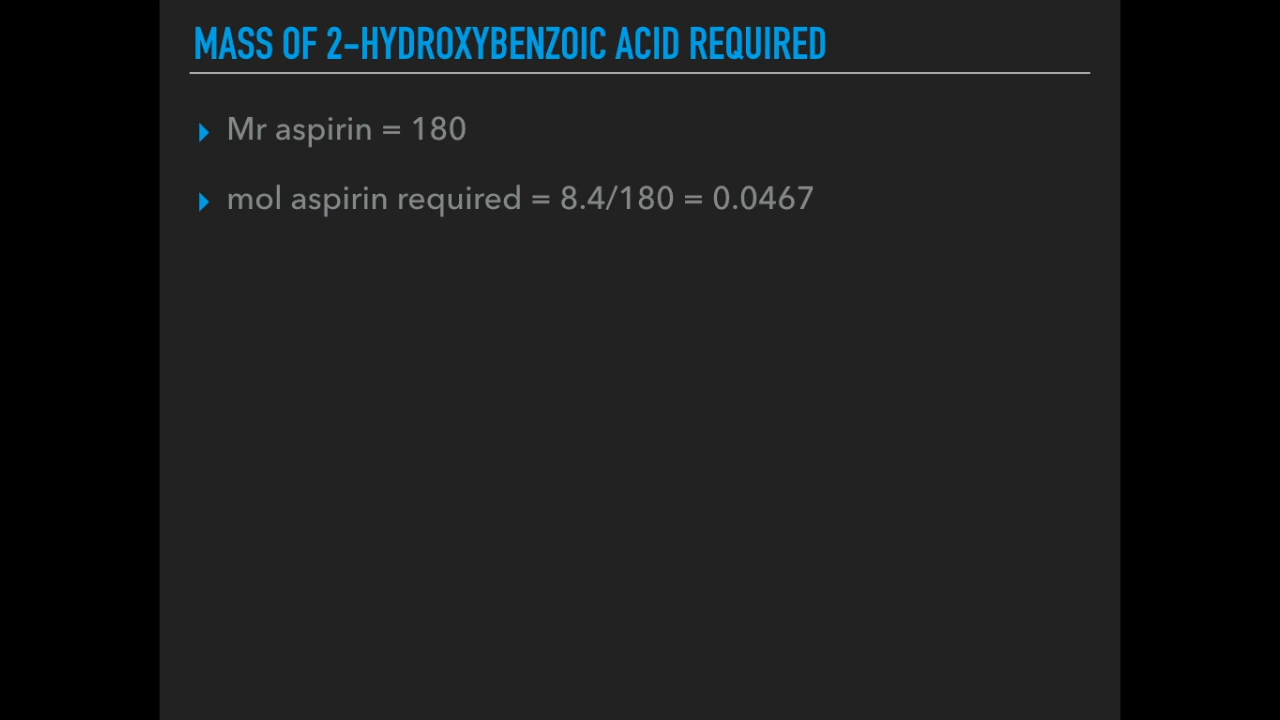 MASS OF 2-HYDROXYBENZOIC ACID REQUIRED
Mr aspirin = 180
mol aspirin required = 8.4/180 = 0.0467